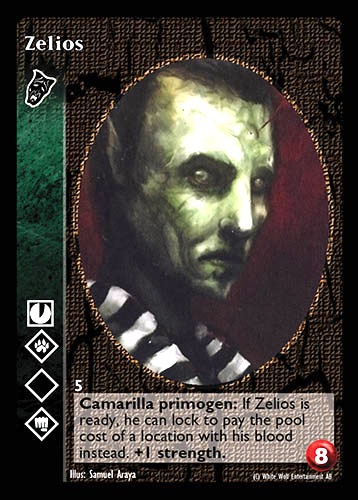 Zelios
5
Camarilla primogen: If Zelios is
ready, he can lock to pay the pool
cost of a location with his blood
instead. +1 strength.
8
Illus: Samuel Araya
(C) White Wolf Entertainment AB